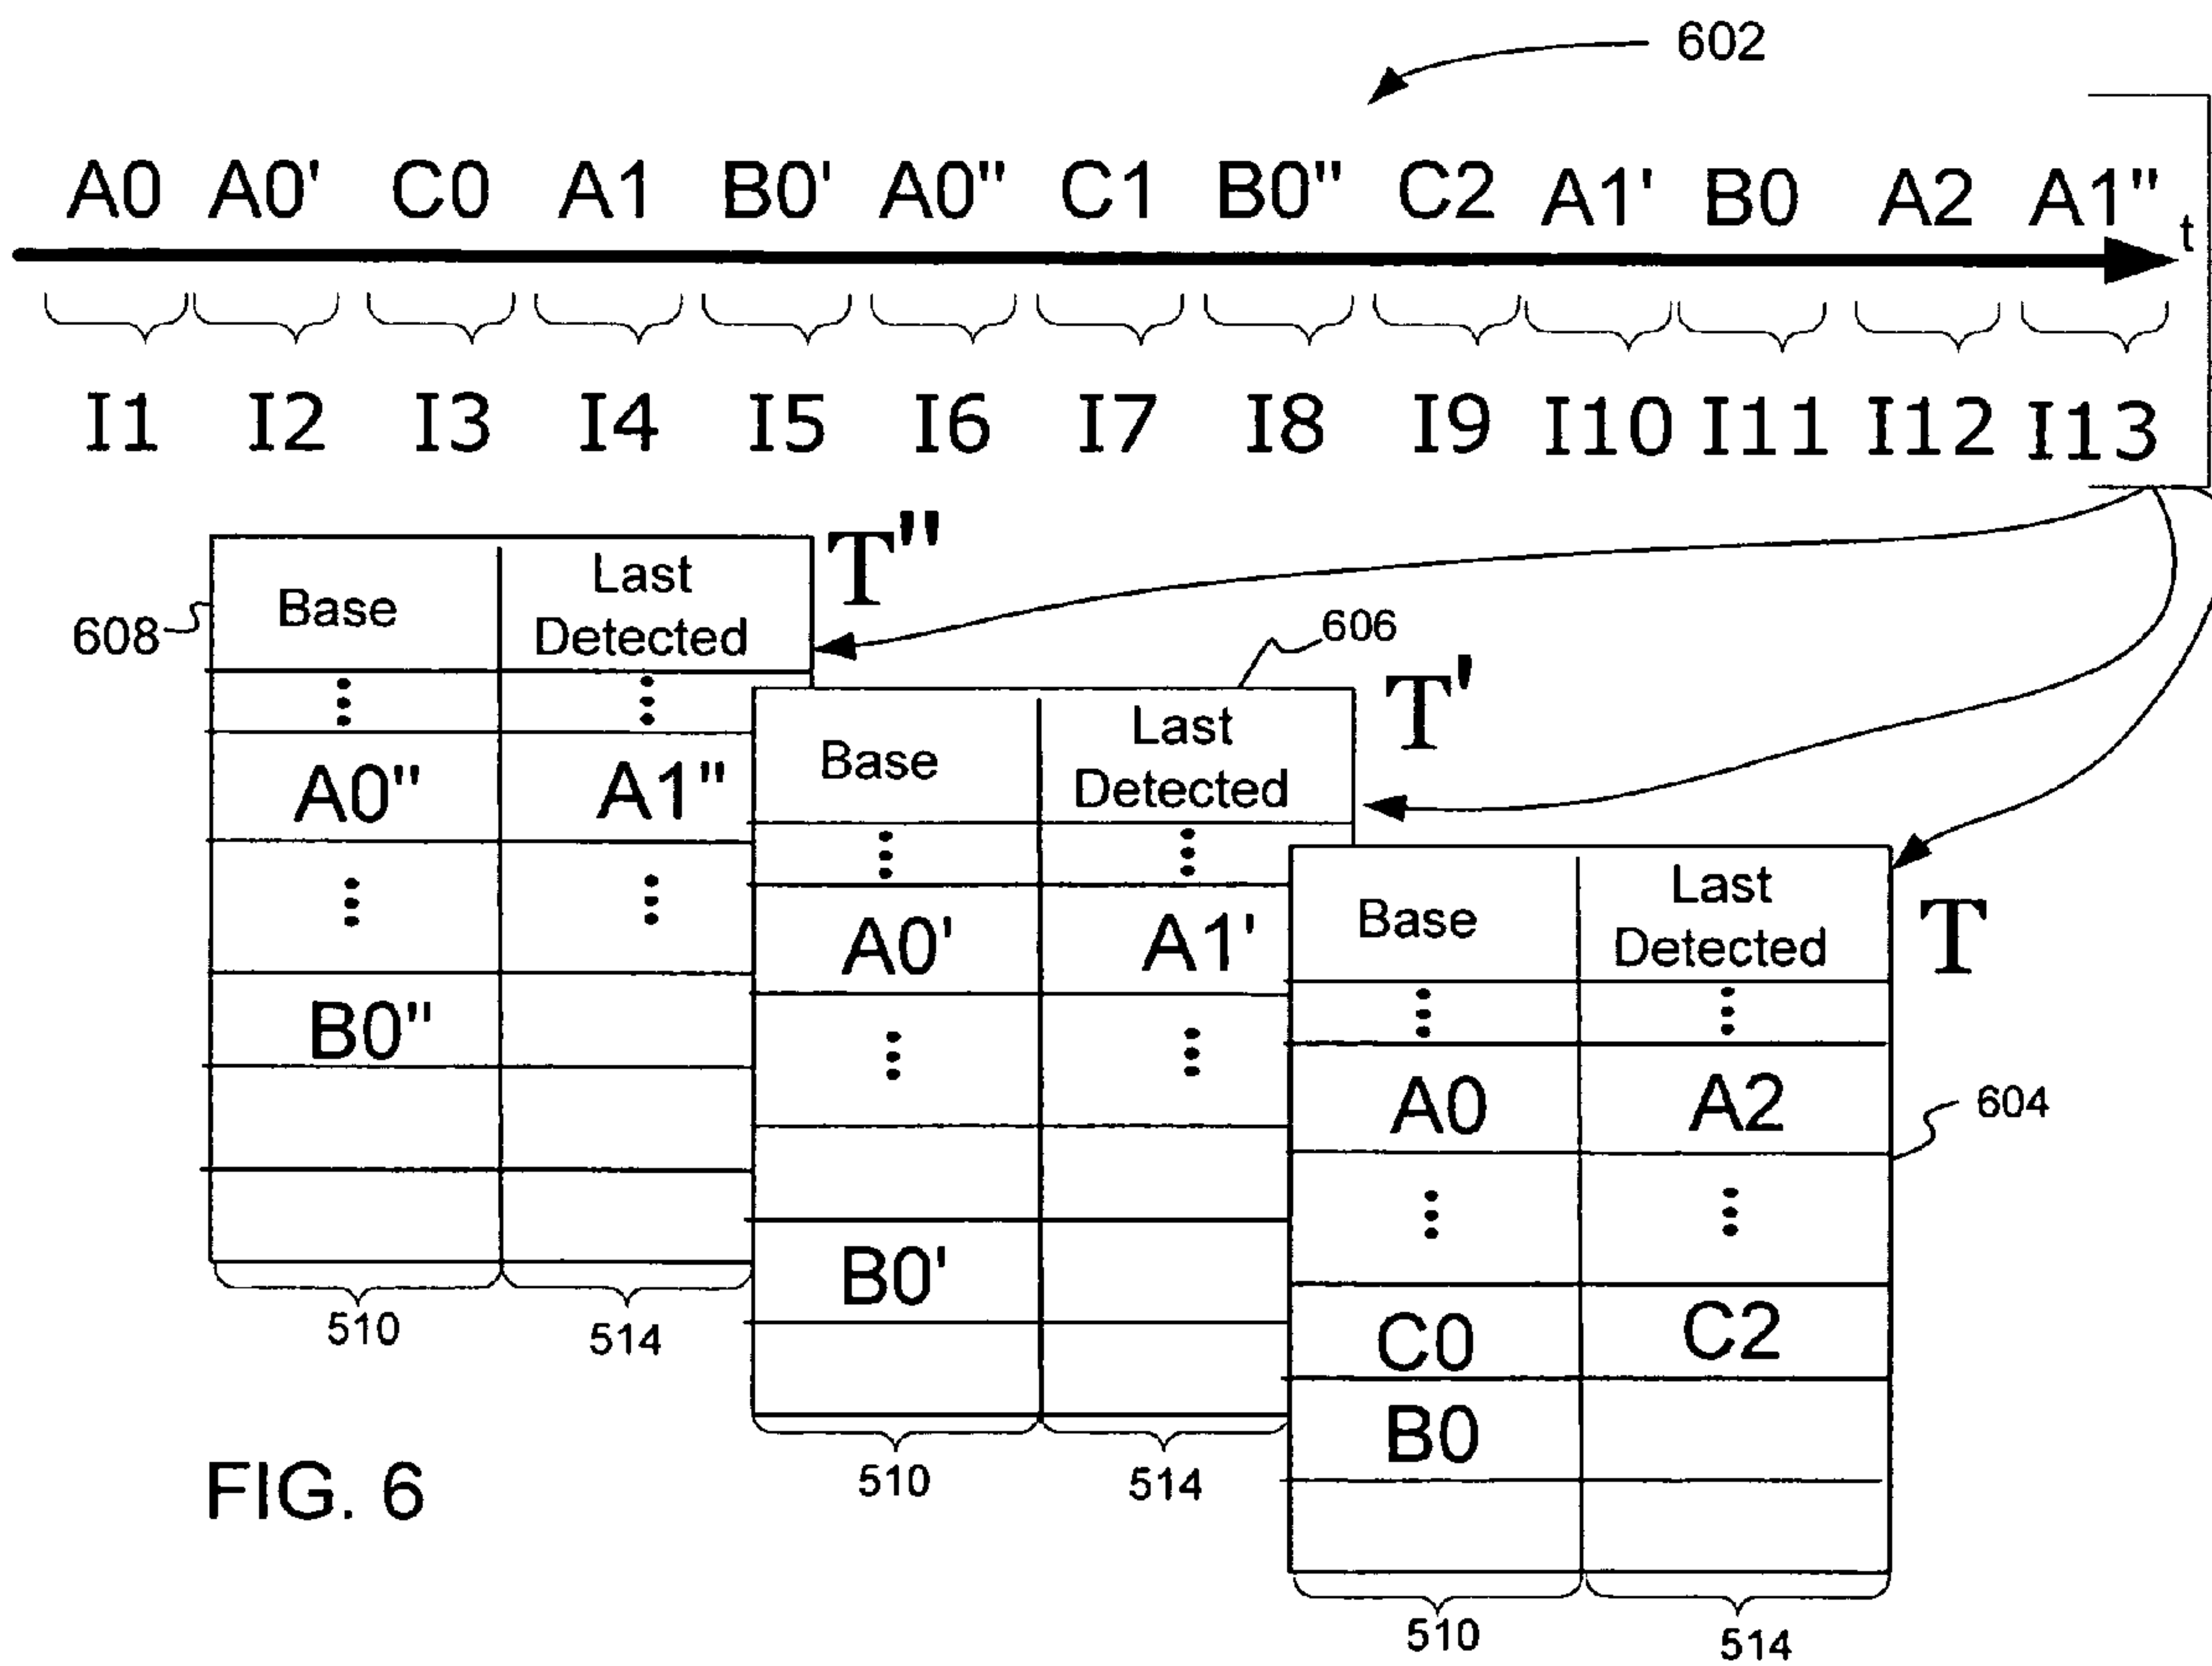 602
A0 A0' C0 A1 B0' A0" C1 B0" C2 A1' B0 A2 A1"
t
I1 I2 I3 I4 I5 I6 I7 I8 I9 I10 I11 I12 I13
T"
608
Base Last Detected
A0" A1"
B0"
510 514
606
T'
Base Last Detected
A0' A1'
B0'
510 514
T
Base Last Detected
A0 A2
604
C0 C2
B0
510 514
FIG. 6